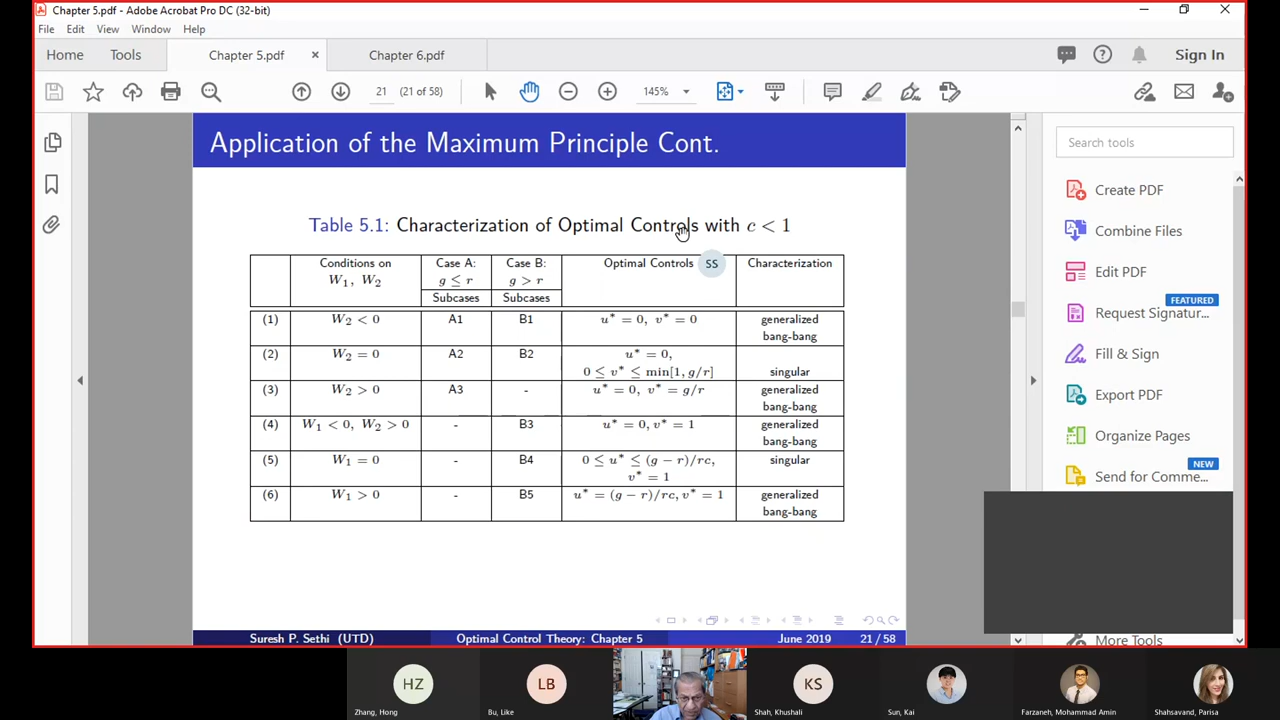 Chapter 5.pdf - Adobe Acrobat Pro DC (32-bit)
File Edit View Window Help
Home Tools Chapter 5.pdf × Chapter 6.pdf Sign In
21 (21 of 58) 145%
Application of the Maximum Principle Cont.
Search tools
Create PDF
Combine Files
Edit PDF
FEATURED
Request Signatur...
Fill & Sign
Export PDF
Organize Pages
NEW
Send for Comme...
More Tools
Table 5.1: Characterization of Optimal Controls with c < 1
Conditions on Case A: Case B: Optimal Controls SS Characterization
W₁, W₂ g ≤ r g > r
Subcases Subcases
(1) W₂ < 0 A1 B1 u* = 0, v* = 0 generalized
bang-bang
(2) W₂ = 0 A2 B2 u* = 0,
0 ≤ v* ≤ min[1, g/r] singular
(3) W₂ > 0 A3 - u* = 0, v* = g/r generalized
bang-bang
(4) W₁ < 0, W₂ > 0 - B3 u* = 0, v* = 1 generalized
bang-bang
(5) W₁ = 0 - B4 0 ≤ u* ≤ (g − r)/rc, singular
v* = 1
(6) W₁ > 0 - B5 u* = (g − r)/rc, v* = 1 generalized
bang-bang
Suresh P. Sethi (UTD) Optimal Control Theory: Chapter 5 June 2019 21 / 58
HZ LB KS
Zhang, Hong Bu, Like Shah, Khushali Sun, Kai Farzaneh, Mohammad Amin Shahsavand, Parisa